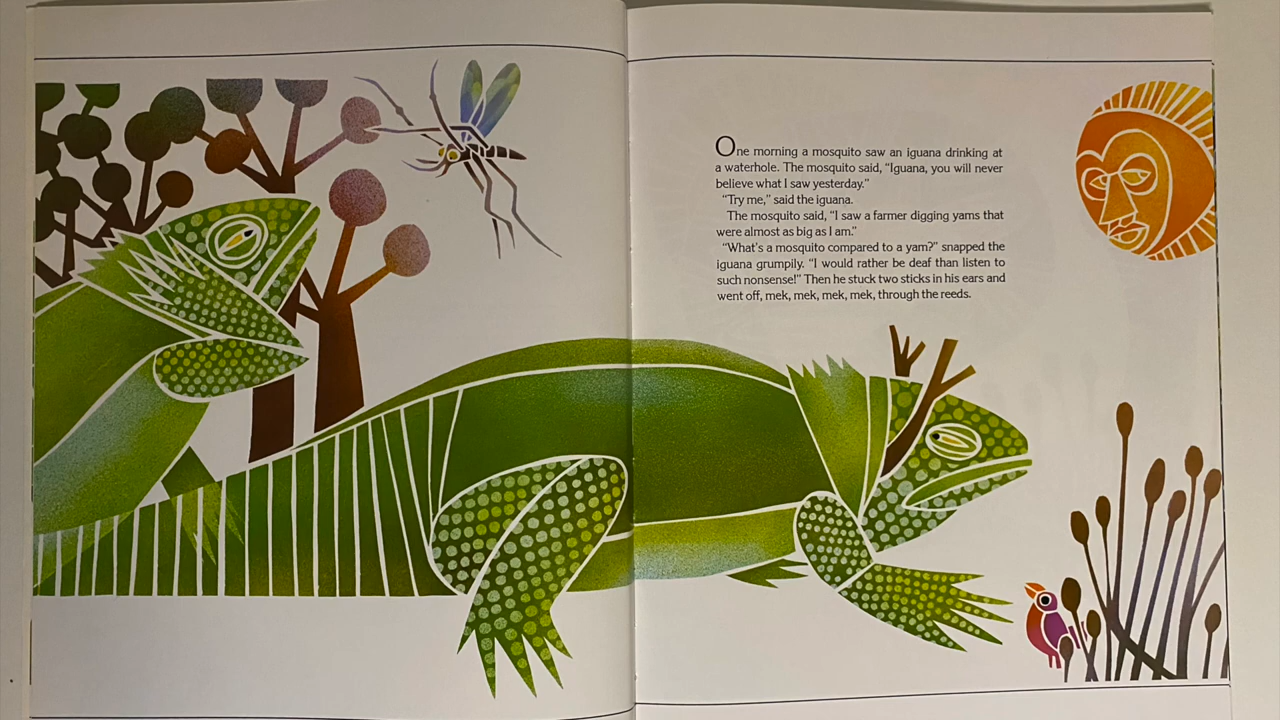 One morning a mosquito saw an iguana drinking at
a waterhole. The mosquito said, “Iguana, you will never
believe what I saw yesterday.”
“Try me,” said the iguana.
The mosquito said, “I saw a farmer digging yams that
were almost as big as I am.”
“What’s a mosquito compared to a yam?” snapped the
iguana grumpily. “I would rather be deaf than listen to
such nonsense!” Then he stuck two sticks in his ears and
went off, mek, mek, mek, mek, through the reeds.